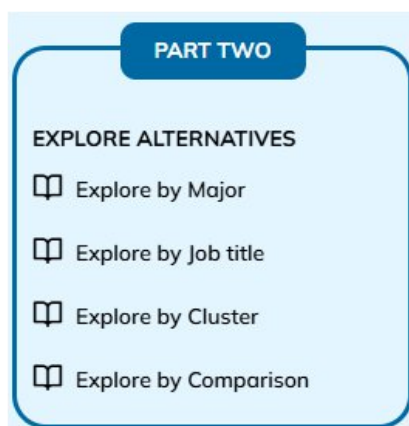 PART TWO
EXPLORE ALTERNATIVES
Explore by Major
Explore by Job title
Explore by Cluster
Explore by Comparison